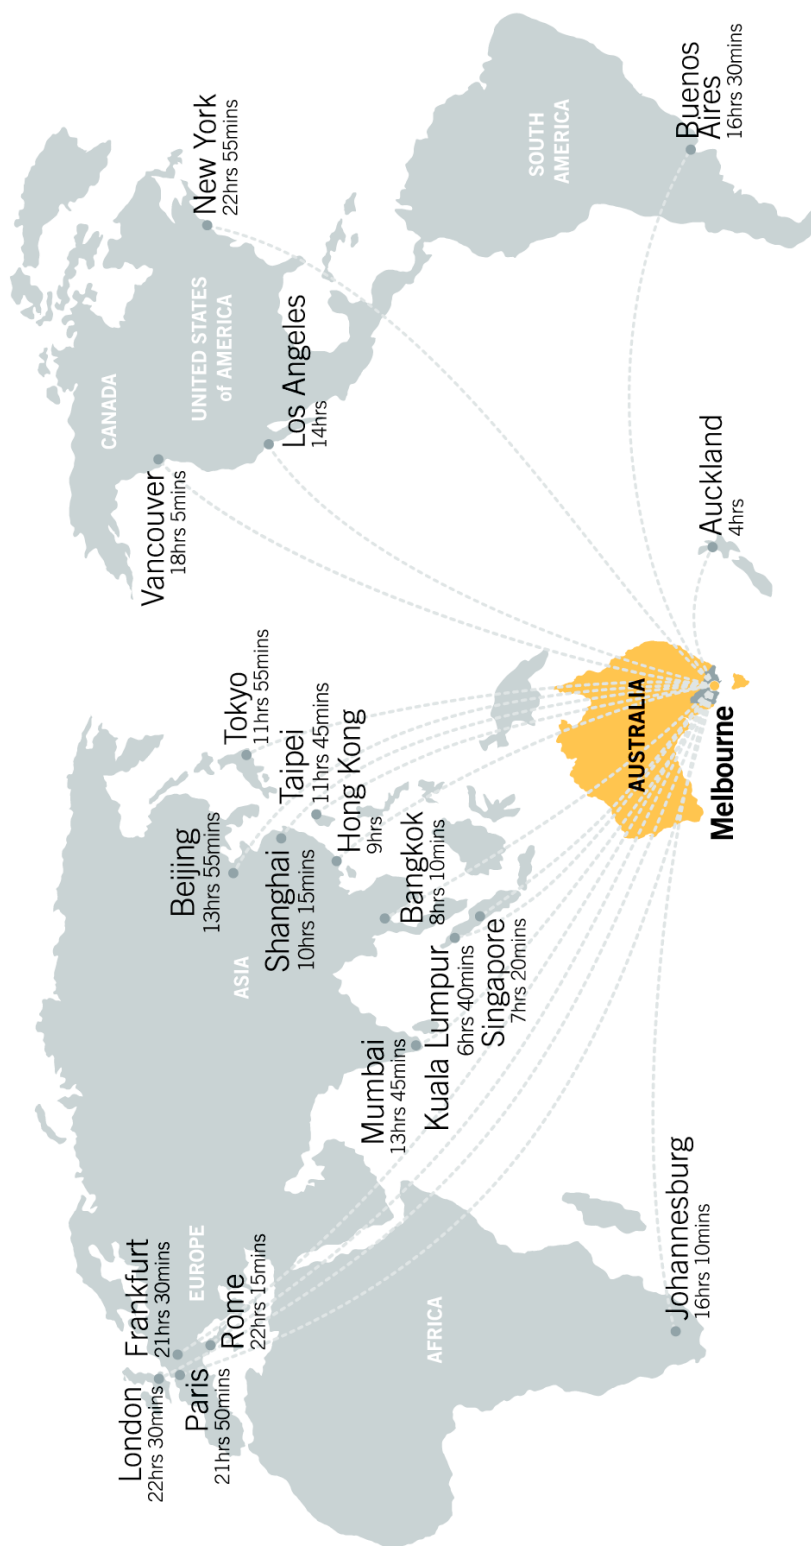 London
22hrs 30mins
Frankfurt
21hrs 30mins
Paris
21hrs 50mins
Rome
22hrs 15mins
EUROPE
AFRICA
Johannesburg
16hrs 10mins
ASIA
Mumbai
13hrs 45mins
Kuala Lumpur
6hrs 40mins
Singapore
7hrs 20mins
Bangkok
8hrs 10mins
Beijing
13hrs 55mins
Shanghai
10hrs 15mins
Hong Kong
9hrs
Taipei
11hrs 45mins
Tokyo
11hrs 55mins
AUSTRALIA
Melbourne
Auckland
4hrs
Vancouver
18hrs 5mins
CANADA
UNITED STATES
of AMERICA
Los Angeles
14hrs
New York
22hrs 55mins
SOUTH
AMERICA
Buenos
Aires
16hrs 30mins